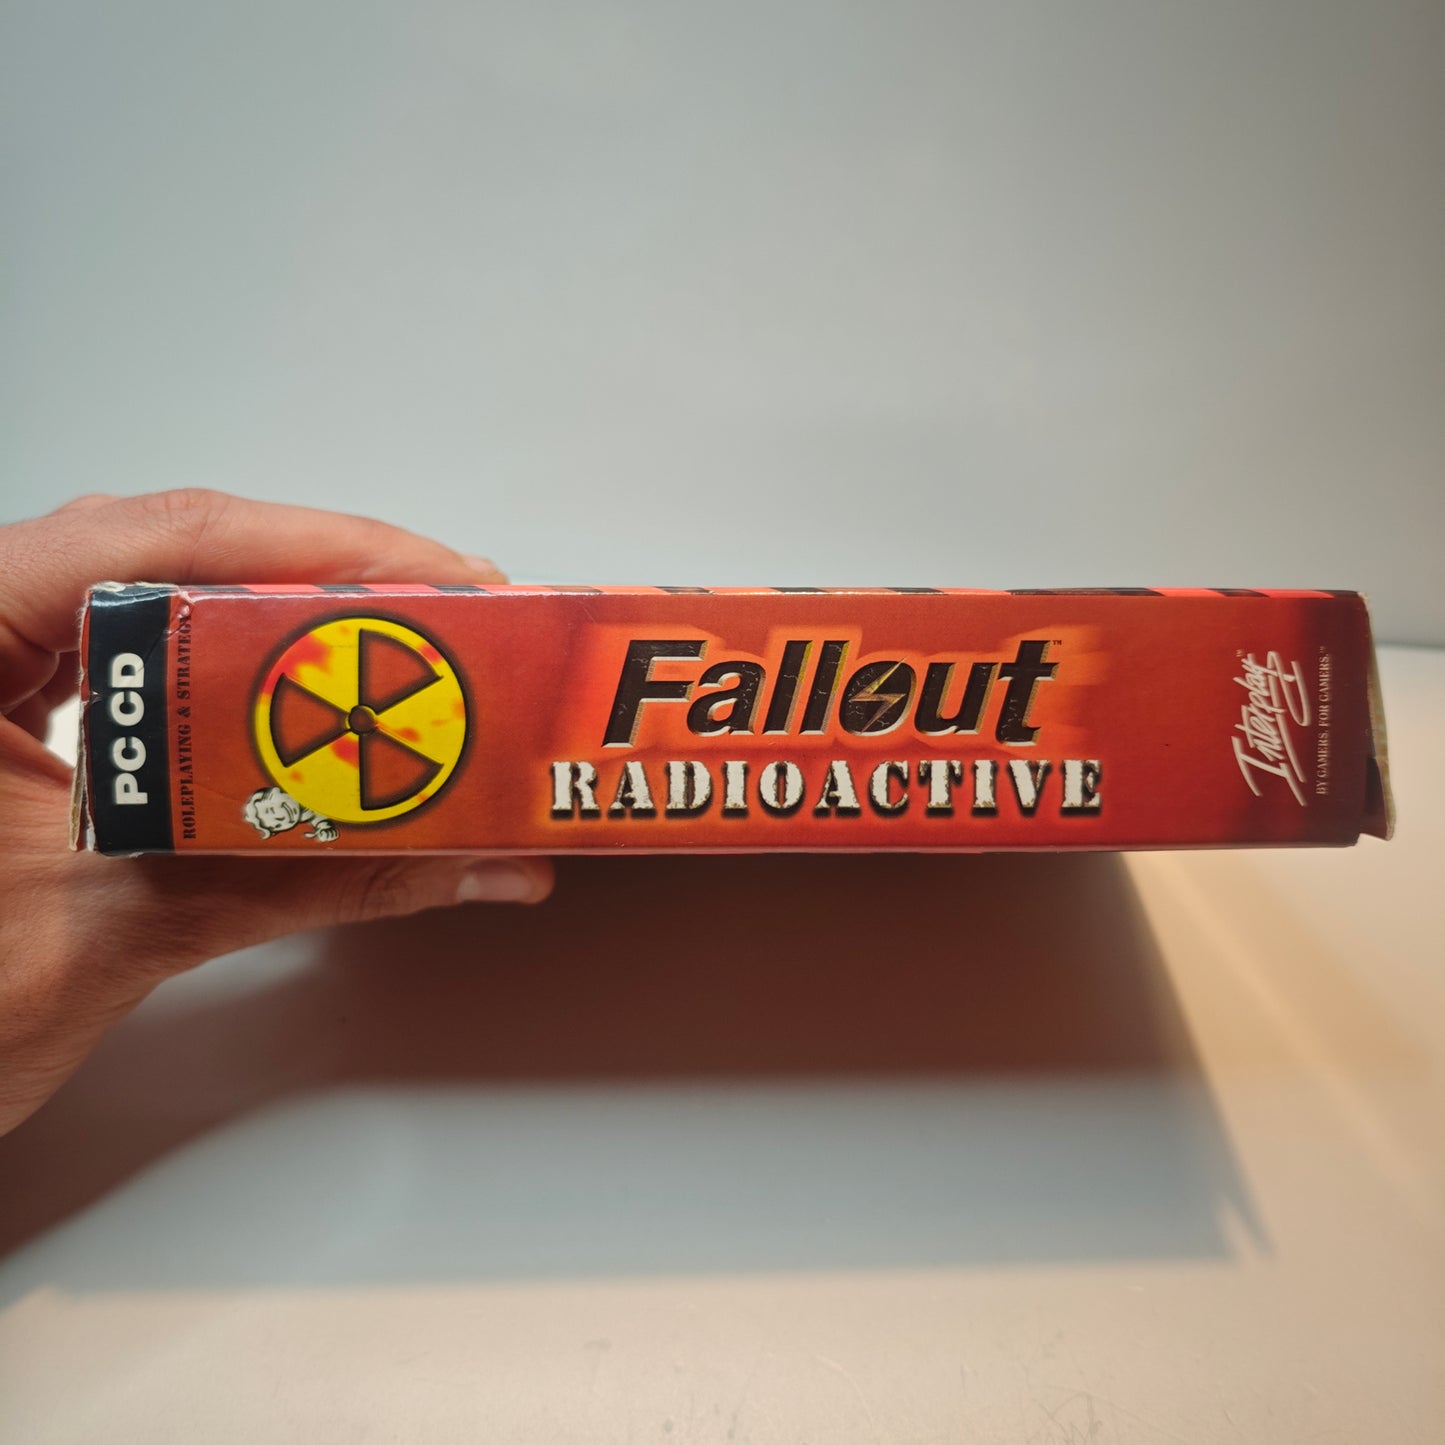 PC CD
ROLEPLAYING & STRATEGY
Fallout™
RADIOACTIVE
Interplay™
BY GAMERS. FOR GAMERS.™